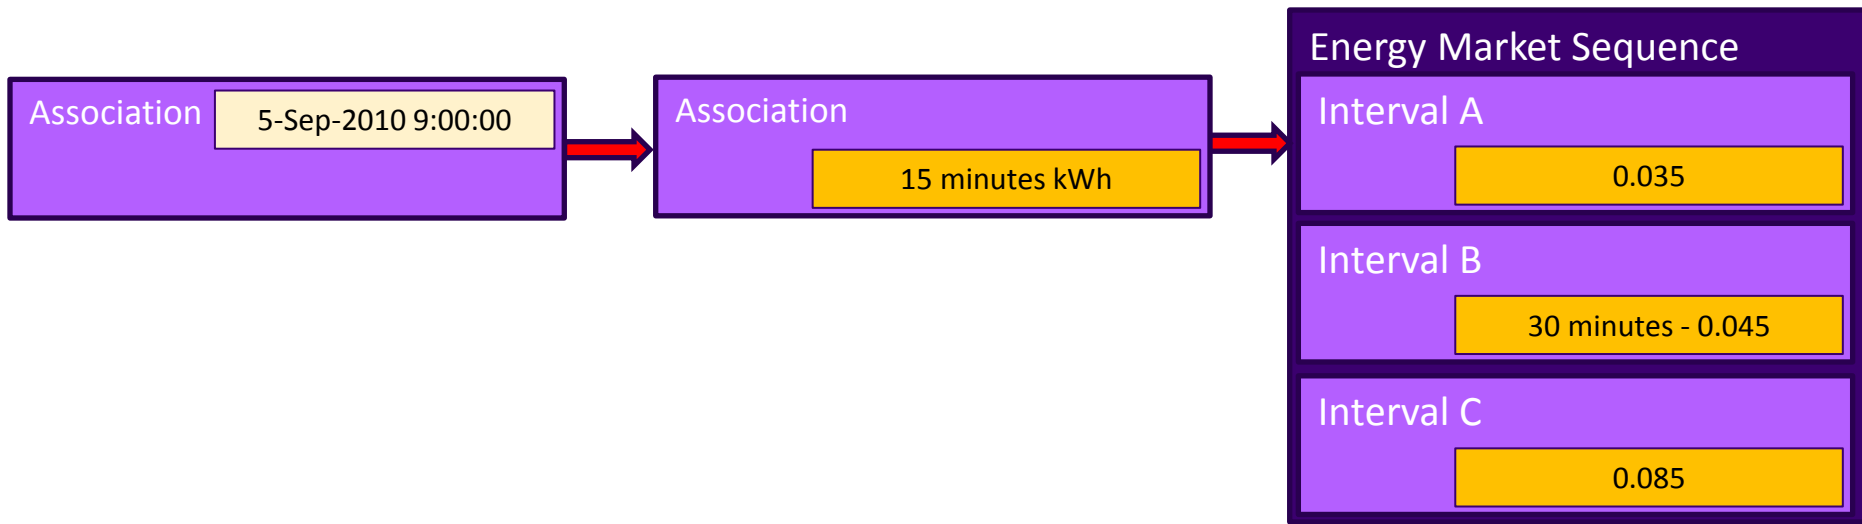 Association
5-Sep-2010 9:00:00
Association
15 minutes kWh
Energy Market Sequence
Interval A
0.035
Interval B
30 minutes - 0.045
Interval C
0.085